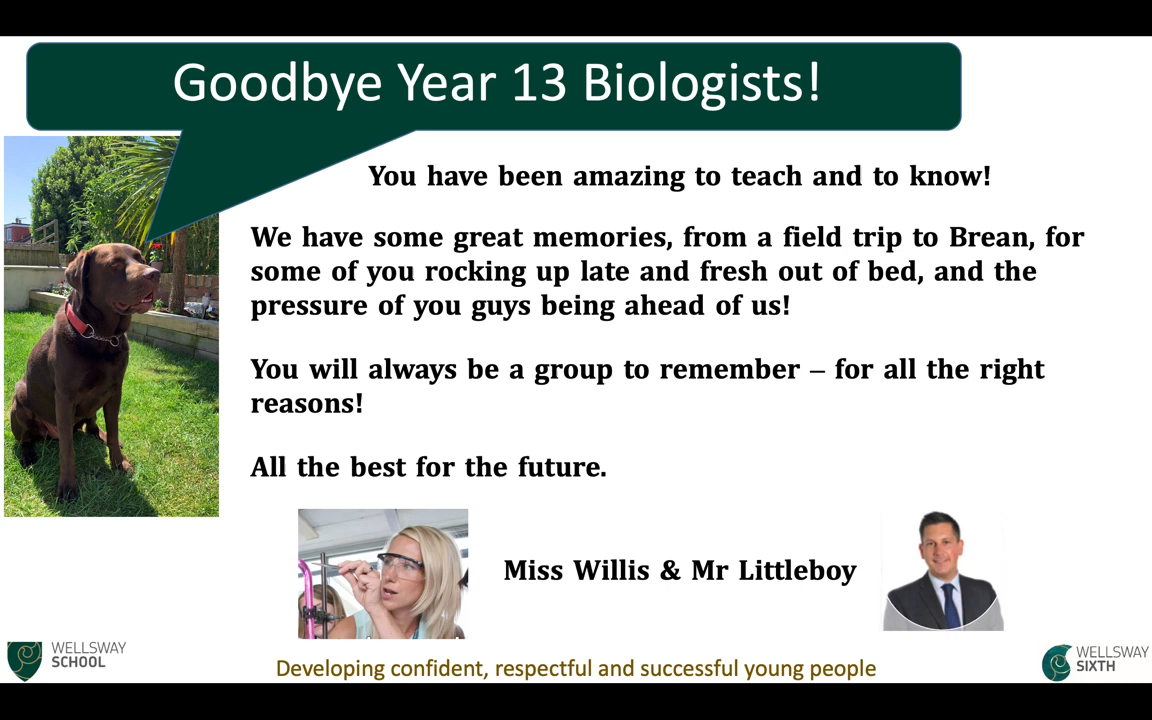 Goodbye Year 13 Biologists!
You have been amazing to teach and to know!
We have some great memories, from a field trip to Brean, for
some of you rocking up late and fresh out of bed, and the
pressure of you guys being ahead of us!
You will always be a group to remember – for all the right
reasons!
All the best for the future.
Miss Willis & Mr Littleboy
WELLSWAY
SCHOOL
Developing confident, respectful and successful young people
WELLSWAY
SIXTH